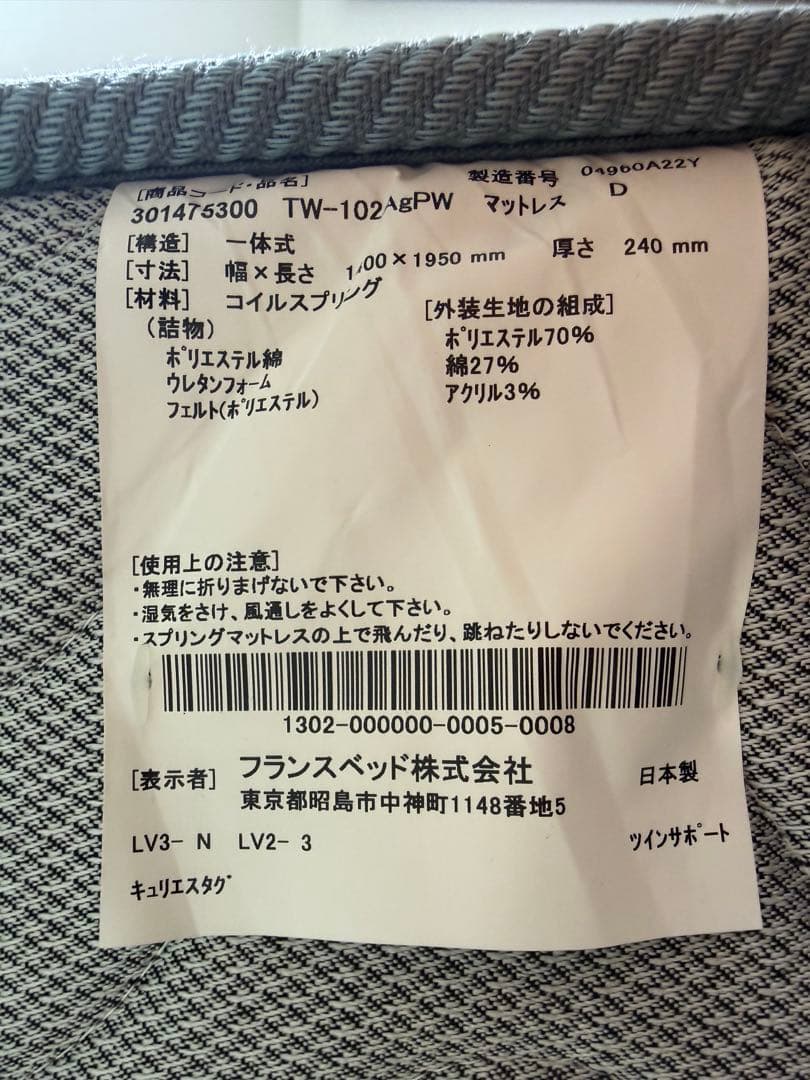 [商品コード・品名] 製造番号 04960A22Y
301475300 TW-102AgPW マットレス D
[構造] 一体式
[寸法] 幅×長さ ×1950 mm 厚さ 240 mm
[材料] コイルスプリング [外装生地の組成]
(詰物) ポリエステル70%
ポリエステル綿 綿27%
ウレタンフォーム アクリル3%
フェルト(ポリエステル)
[使用上の注意]
・無理に折りまげないで下さい。
・湿気をさけ、風通しをよくして下さい。
・スプリングマットレスの上で飛んだり、跳ねたりしないでください。
1302-000000-0005-0008
[表示者] フランスベッド株式会社 日本製
東京都昭島市中神町1148番地5
LV3- N LV2- 3 ツインサポート
キュリエスタグ